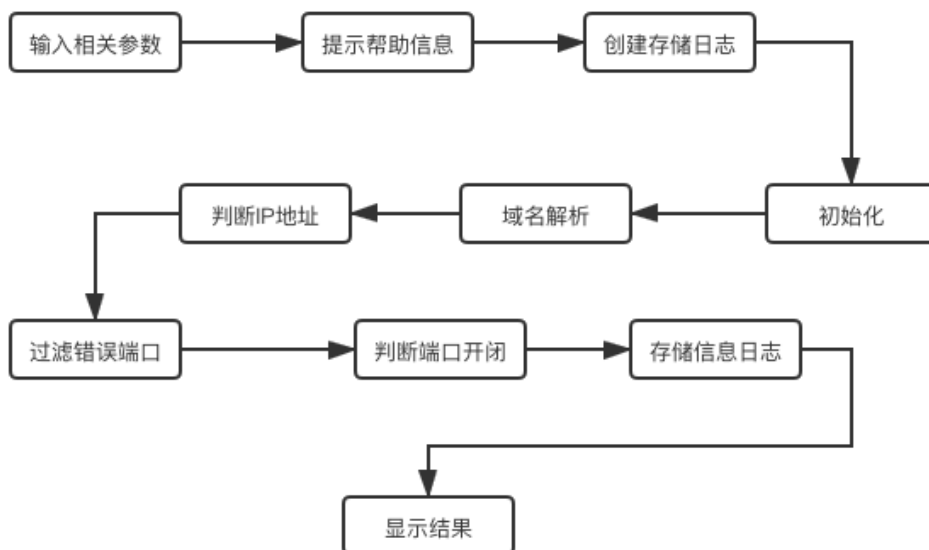 输入相关参数
提示帮助信息
创建存储日志
初始化
域名解析
判断IP地址
过滤错误端口
判断端口开闭
存储信息日志
显示结果